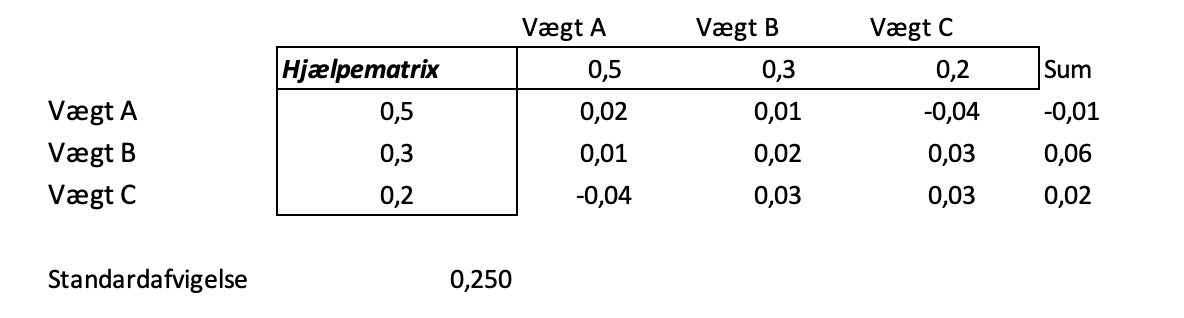 Vægt A Vægt B Vægt C
Hjælpematrix 0,5 0,3 0,2 Sum
Vægt A 0,5 0,02 0,01 -0,04 -0,01
Vægt B 0,3 0,01 0,02 0,03 0,06
Vægt C 0,2 -0,04 0,03 0,03 0,02
Standardafvigelse 0,250